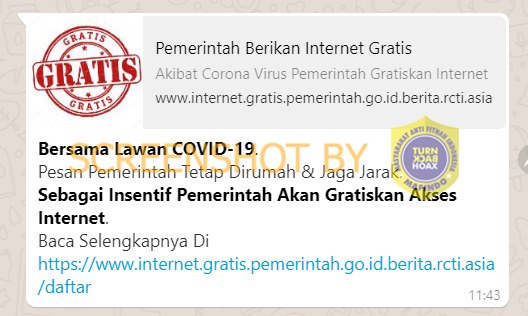 GRATIS
GRATIS
GRATIS
Pemerintah Berikan Internet Gratis
Akibat Corona Virus Pemerintah Gratiskan Internet
www.internet.gratis.pemerintah.go.id.berita.rcti.asia
Bersama Lawan COVID-19
Pesan Pemerintah Tetap Dirumah & Jaga Jarak.
Sebagai Insentif Pemerintah Akan Gratiskan Akses
Internet.
Baca Selengkapnya Di
https://www.internet.gratis.pemerintah.go.id.berita.rcti.asia
/daftar
11:43
SCREENSHOT BY
MASYARAKAT ANTI FITNAH INDONESIA
TURN
BACK
HOAX
MAFINDO